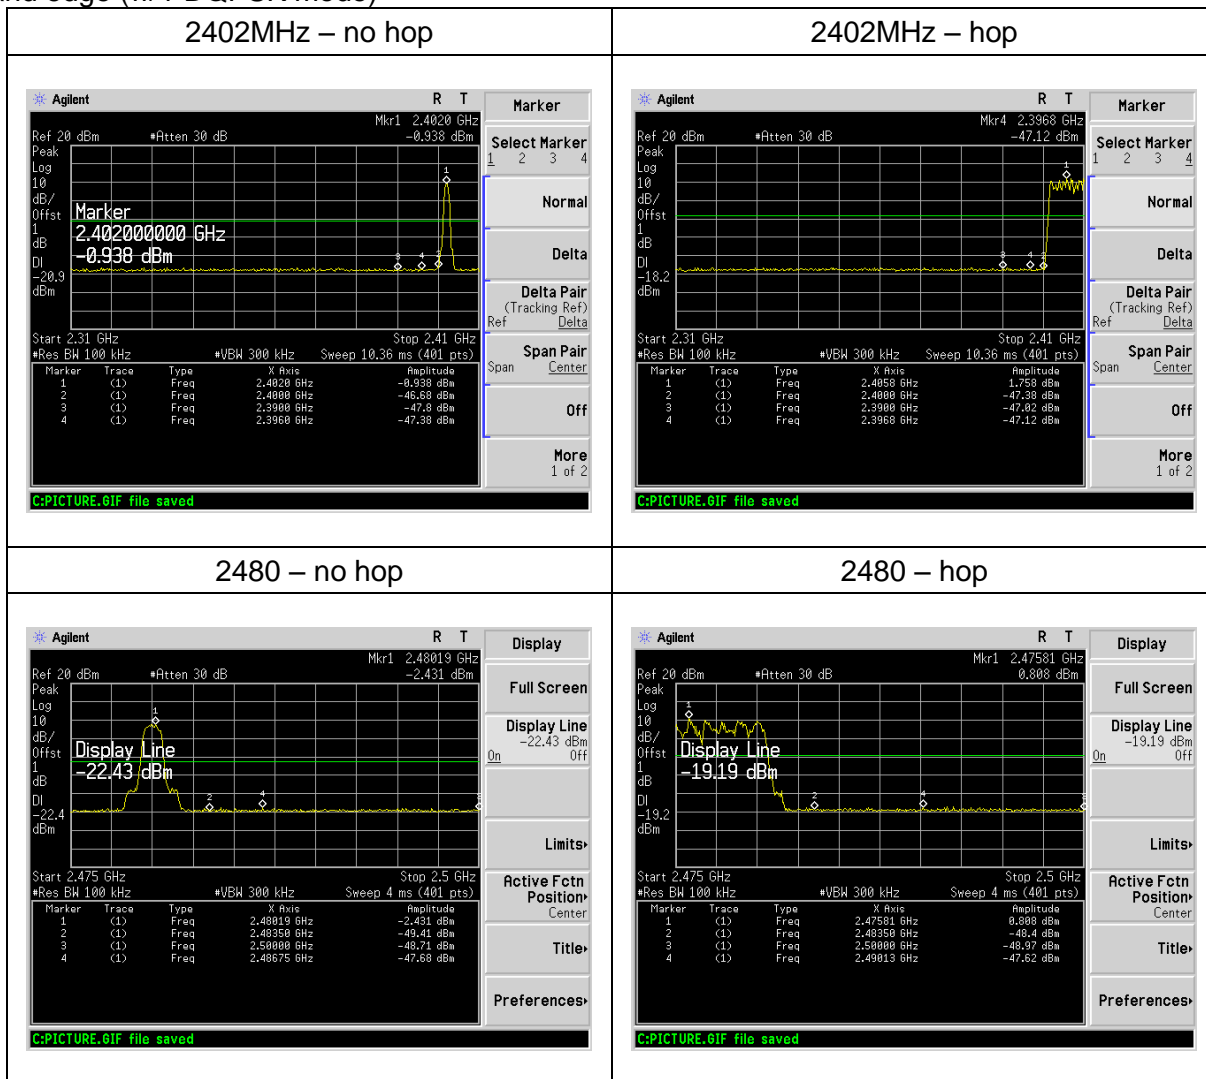 2402MHz – no hop
2402MHz – hop
Agilent R T Marker
Mkr1 2.4020 GHz
Ref 20 dBm #Atten 30 dB -0.938 dBm
Peak
Log
10
dB/
Offst
1
dB
DI
-20.9
dBm
Marker
2.402000000 GHz
-0.938 dBm
1
3 4 2
Start 2.31 GHz Stop 2.41 GHz
#Res BW 100 kHz #VBW 300 kHz Sweep 10.36 ms (401 pts)
Marker Trace Type X Axis Amplitude
1 (1) Freq 2.4020 GHz -0.938 dBm
2 (1) Freq 2.4000 GHz -46.68 dBm
3 (1) Freq 2.3900 GHz -47.8 dBm
4 (1) Freq 2.3960 GHz -47.38 dBm
Select Marker
1 2 3 4
Normal
Delta
Delta Pair
(Tracking Ref)
Ref Delta
Span Pair
Span Center
Off
More
1 of 2
C:PICTURE.GIF file saved
Agilent R T Marker
Mkr4 2.3968 GHz
Ref 20 dBm #Atten 30 dB -47.12 dBm
Peak
Log
10
dB/
Offst
1
dB
DI
-18.2
dBm
1
3 4 2
Start 2.31 GHz Stop 2.41 GHz
#Res BW 100 kHz #VBW 300 kHz Sweep 10.36 ms (401 pts)
Marker Trace Type X Axis Amplitude
1 (1) Freq 2.4058 GHz 1.758 dBm
2 (1) Freq 2.4000 GHz -47.38 dBm
3 (1) Freq 2.3900 GHz -47.02 dBm
4 (1) Freq 2.3968 GHz -47.12 dBm
Select Marker
1 2 3 4
Normal
Delta
Delta Pair
(Tracking Ref)
Ref Delta
Span Pair
Span Center
Off
More
1 of 2
C:PICTURE.GIF file saved
2480 – no hop
2480 – hop
Agilent R T Display
Mkr1 2.48019 GHz
Ref 20 dBm #Atten 30 dB -2.431 dBm
Peak
Log
10
dB/
Offst
1
dB
DI
-22.4
dBm
Display Line
-22.43 dBm
1
2 4 3
Start 2.475 GHz Stop 2.5 GHz
#Res BW 100 kHz #VBW 300 kHz Sweep 4 ms (401 pts)
Marker Trace Type X Axis Amplitude
1 (1) Freq 2.48019 GHz -2.431 dBm
2 (1) Freq 2.48350 GHz -49.41 dBm
3 (1) Freq 2.50000 GHz -48.71 dBm
4 (1) Freq 2.48675 GHz -47.68 dBm
Full Screen
Display Line
-22.43 dBm
On Off
Limits
Active Fctn
Position
Center
Title
Preferences
C:PICTURE.GIF file saved
Agilent R T Display
Mkr1 2.47581 GHz
Ref 20 dBm #Atten 30 dB 0.808 dBm
Peak
Log
10
dB/
Offst
1
dB
DI
-19.2
dBm
Display Line
-19.19 dBm
1
2 4
Start 2.475 GHz Stop 2.5 GHz
#Res BW 100 kHz #VBW 300 kHz Sweep 4 ms (401 pts)
Marker Trace Type X Axis Amplitude
1 (1) Freq 2.47581 GHz 0.808 dBm
2 (1) Freq 2.48350 GHz -48.4 dBm
3 (1) Freq 2.50000 GHz -48.97 dBm
4 (1) Freq 2.49013 GHz -47.62 dBm
Full Screen
Display Line
-19.19 dBm
On Off
Limits
Active Fctn
Position
Center
Title
Preferences
C:PICTURE.GIF file saved